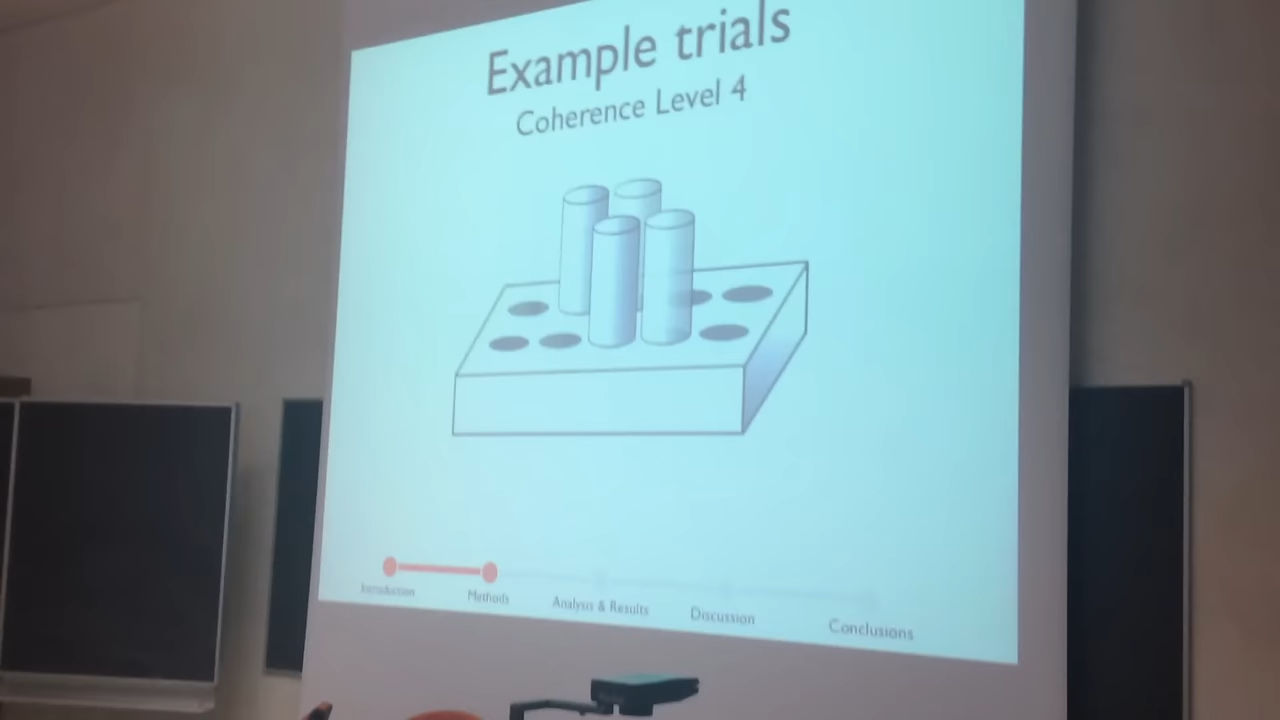 Example trials
Coherence Level 4
Introduction
Methods
Analysis & Results
Discussion
Conclusions